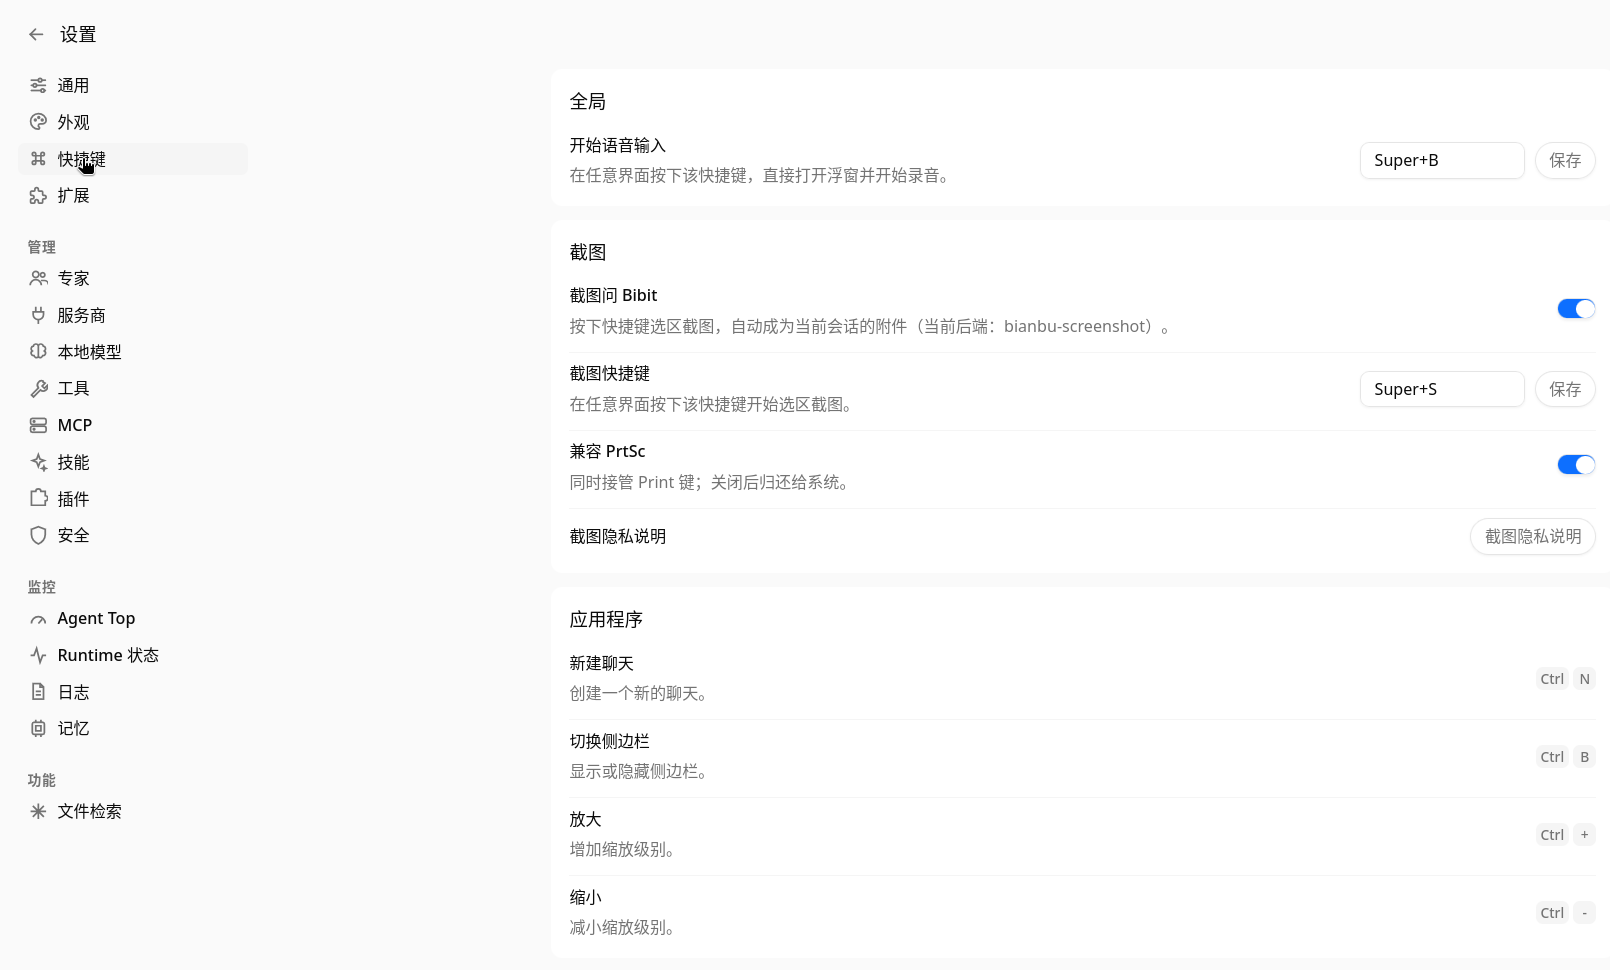 设置
通用
外观
快捷键
扩展
管理
专家
服务商
本地模型
工具
MCP
技能
插件
安全
监控
Agent Top
Runtime 状态
日志
记忆
功能
文件检索
全局
开始语音输入
在任意界面按下该快捷键，直接打开浮窗并开始录音。
Super+B
保存
截图
截图问 Bibit
按下快捷键选区截图，自动成为当前会话的附件（当前后端：bianbu-screenshot）。
截图快捷键
在任意界面按下该快捷键开始选区截图。
Super+S
保存
兼容 PrtSc
同时接管 Print 键；关闭后归还给系统。
截图隐私说明
截图隐私说明
应用程序
新建聊天
创建一个新的聊天。
Ctrl N
切换侧边栏
显示或隐藏侧边栏。
Ctrl B
放大
增加缩放级别。
Ctrl +
缩小
减小缩放级别。
Ctrl -